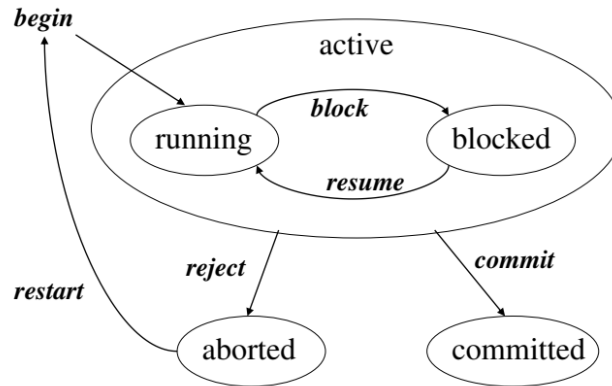 begin
active
block
running
blocked
resume
reject
commit
restart
aborted
committed